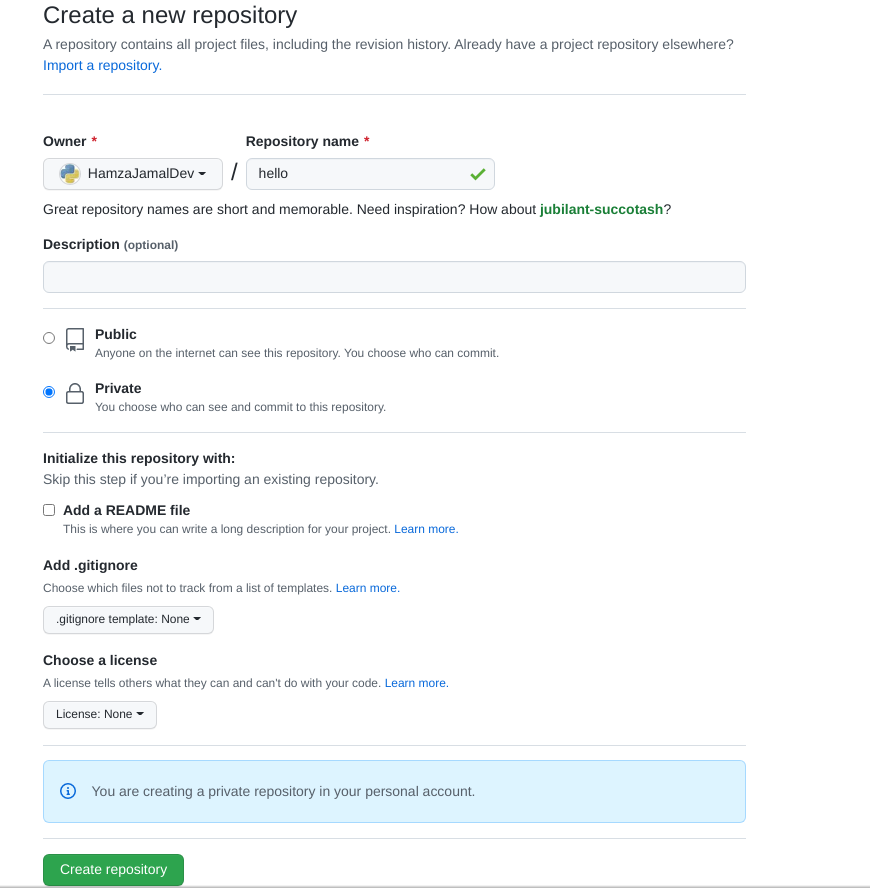 Create a new repository
A repository contains all project files, including the revision history. Already have a project repository elsewhere?
Import a repository.
Owner * Repository name *
HamzaJamalDev / hello
Great repository names are short and memorable. Need inspiration? How about jubilant-succotash?
Description (optional)
Public
Anyone on the internet can see this repository. You choose who can commit.
Private
You choose who can see and commit to this repository.
Initialize this repository with:
Skip this step if you’re importing an existing repository.
Add a README file
This is where you can write a long description for your project. Learn more.
Add .gitignore
Choose which files not to track from a list of templates. Learn more.
.gitignore template: None
Choose a license
A license tells others what they can and can't do with your code. Learn more.
License: None
You are creating a private repository in your personal account.
Create repository